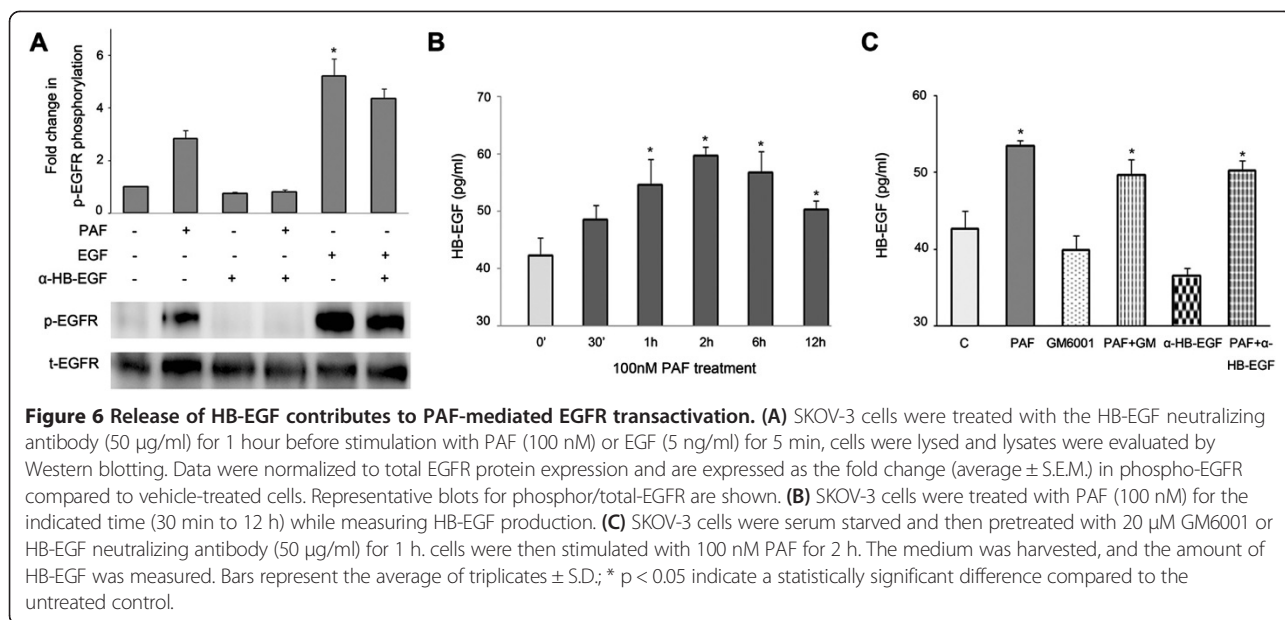 A
Fold change in
p-EGFR phosphorylation
6
4
2
0
*
PAF - + - + - -
EGF - - - - + +
α-HB-EGF - - + + - +
p-EGFR
t-EGFR
B
HB-EGF (pg/ml)
70
60
50
40
30
* * * *
0' 30' 1h 2h 6h 12h
100nM PAF treatment
C
HB-EGF (pg/ml)
60
50
40
30
* * *
C PAF GM6001 PAF+GM α-HB-EGF PAF+α-
HB-EGF
Figure 6 Release of HB-EGF contributes to PAF-mediated EGFR transactivation. (A) SKOV-3 cells were treated with the HB-EGF neutralizing
antibody (50 μg/ml) for 1 hour before stimulation with PAF (100 nM) or EGF (5 ng/ml) for 5 min, cells were lysed and lysates were evaluated by
Western blotting. Data were normalized to total EGFR protein expression and are expressed as the fold change (average ± S.E.M.) in phospho-EGFR
compared to vehicle-treated cells. Representative blots for phosphor/total-EGFR are shown. (B) SKOV-3 cells were treated with PAF (100 nM) for the
indicated time (30 min to 12 h) while measuring HB-EGF production. (C) SKOV-3 cells were serum starved and then pretreated with 20 μM GM6001 or
HB-EGF neutralizing antibody (50 μg/ml) for 1 h. cells were then stimulated with 100 nM PAF for 2 h. The medium was harvested, and the amount of
HB-EGF was measured. Bars represent the average of triplicates ± S.D.; * p < 0.05 indicate a statistically significant difference compared to the
untreated control.